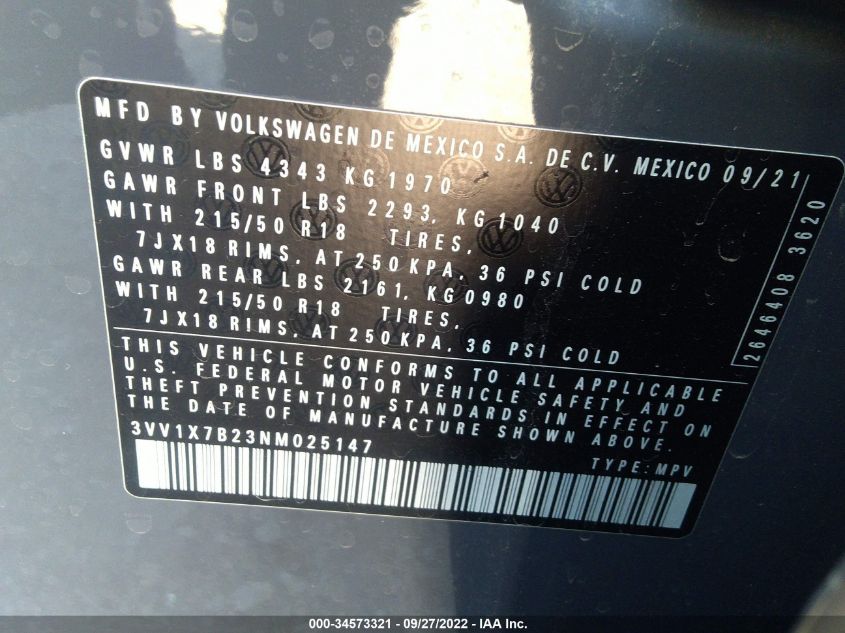 MFD BY VOLKSWAGEN DE MEXICO S.A. DE C.V. MEXICO 09/21
GVWR LBS 4343 KG 1970
GAWR FRONT LBS 2293, KG 1040
WITH 215/50 R18 TIRES,
7JX18 RIMS, AT 250 KPA, 36 PSI COLD
GAWR REAR LBS 2161, KG 0980
WITH 215/50 R18 TIRES,
7JX18 RIMS, AT 250 KPA, 36 PSI COLD
THIS VEHICLE CONFORMS TO ALL APPLICABLE
U.S. FEDERAL MOTOR VEHICLE SAFETY AND
THEFT PREVENTION STANDARDS IN EFFECT ON
THE DATE OF MANUFACTURE SHOWN ABOVE.
3VV1X7B23NM025147
TYPE: MPV
2646408 3620
000-34573321 - 09/27/2022 - IAA Inc.